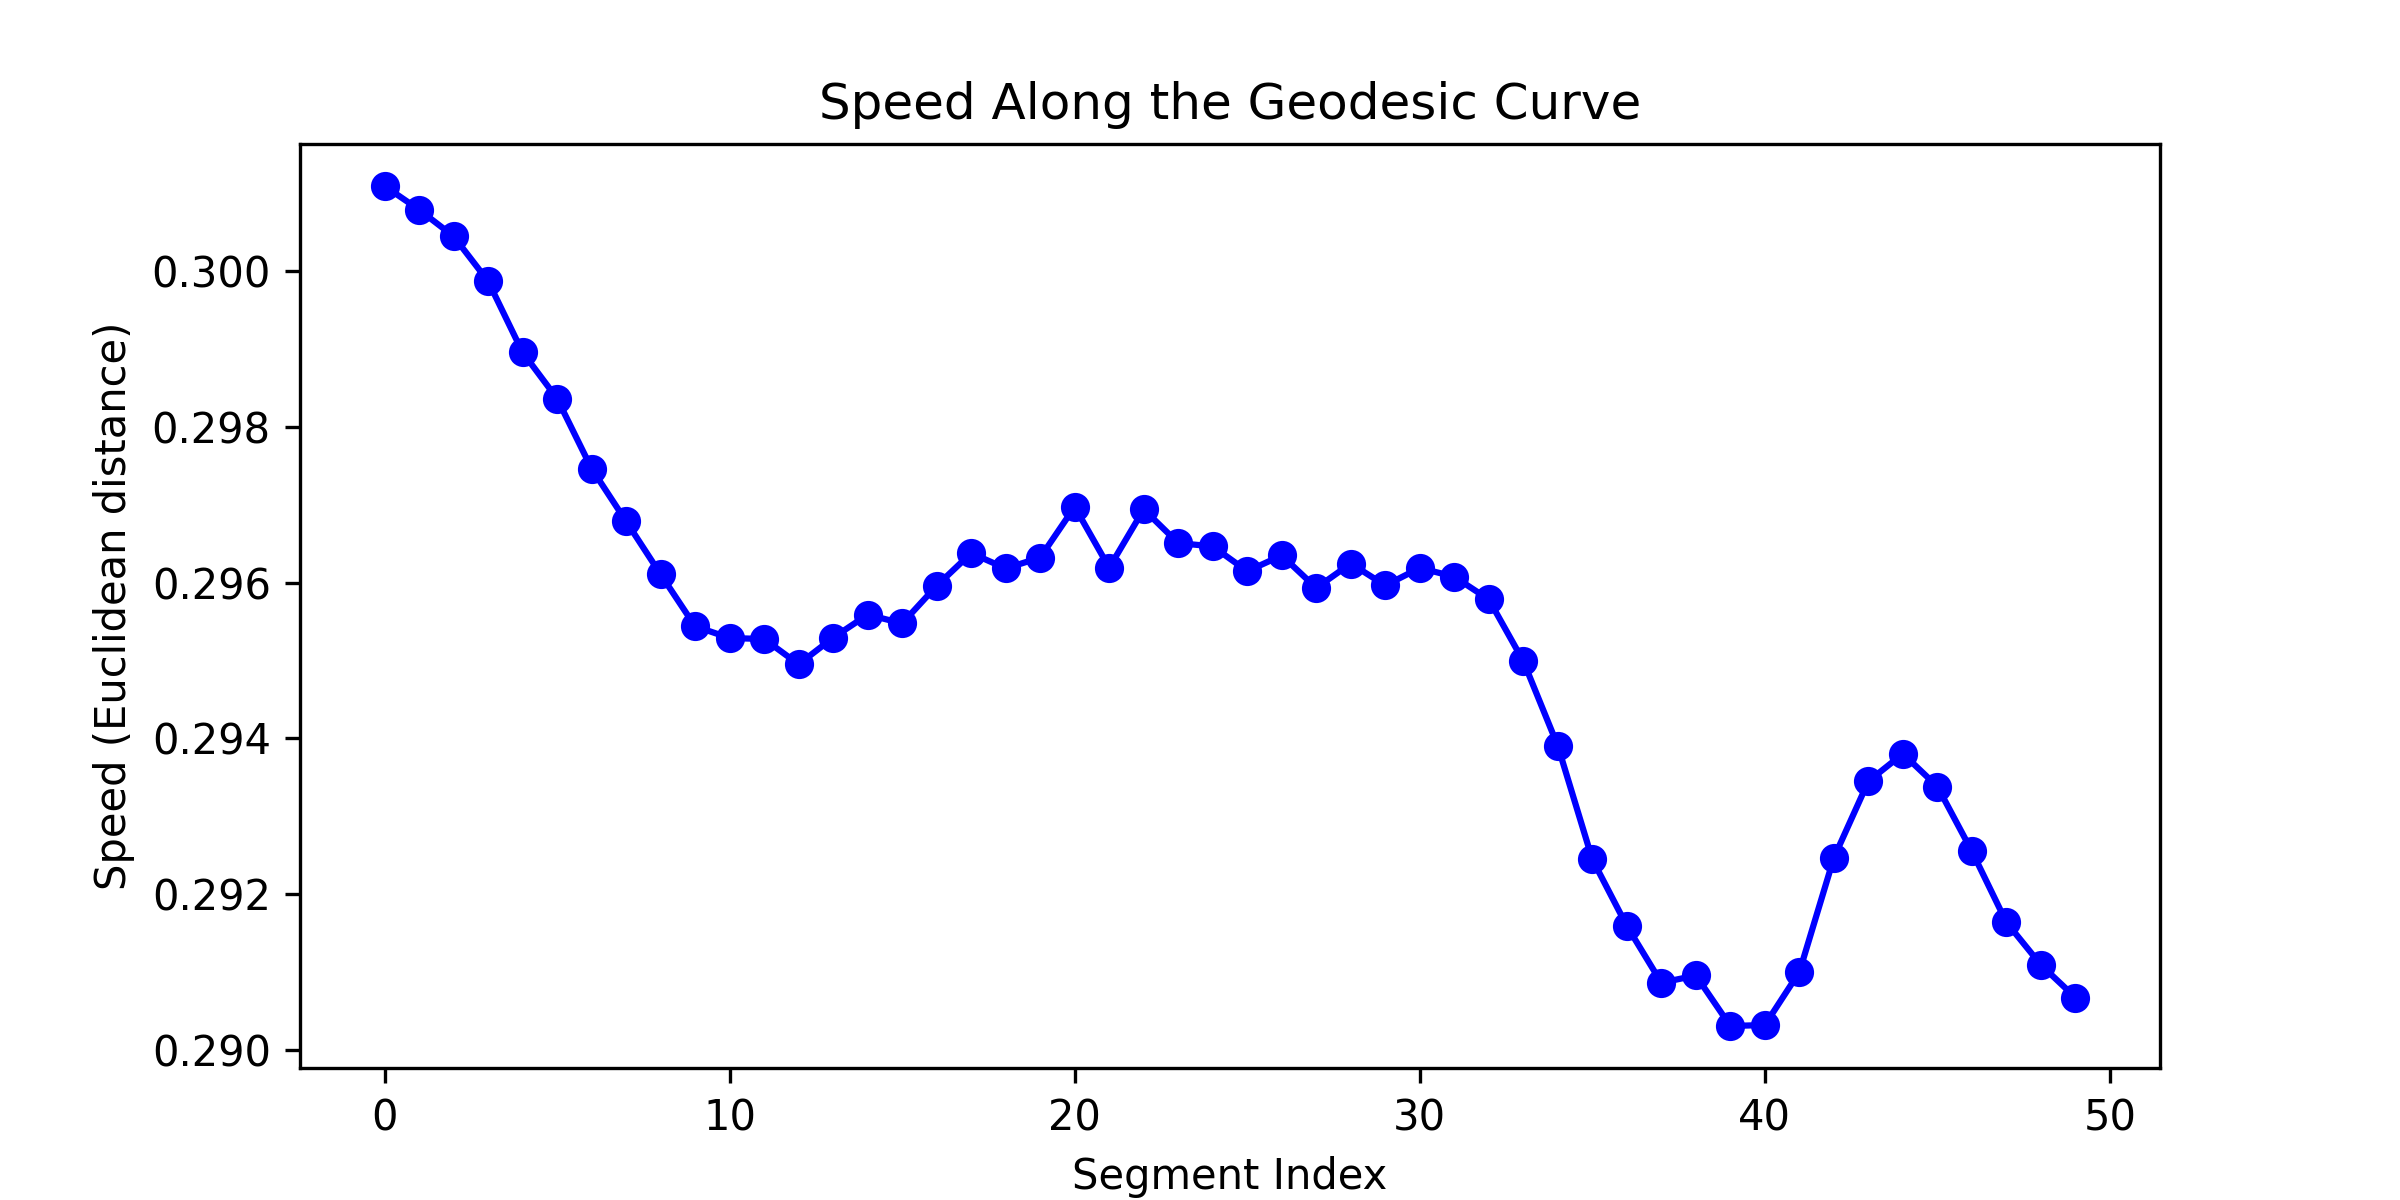 Speed Along the Geodesic Curve
Speed (Euclidean distance)
0.300
0.298
0.296
0.294
0.292
0.290
0 10 20 30 40 50
Segment Index